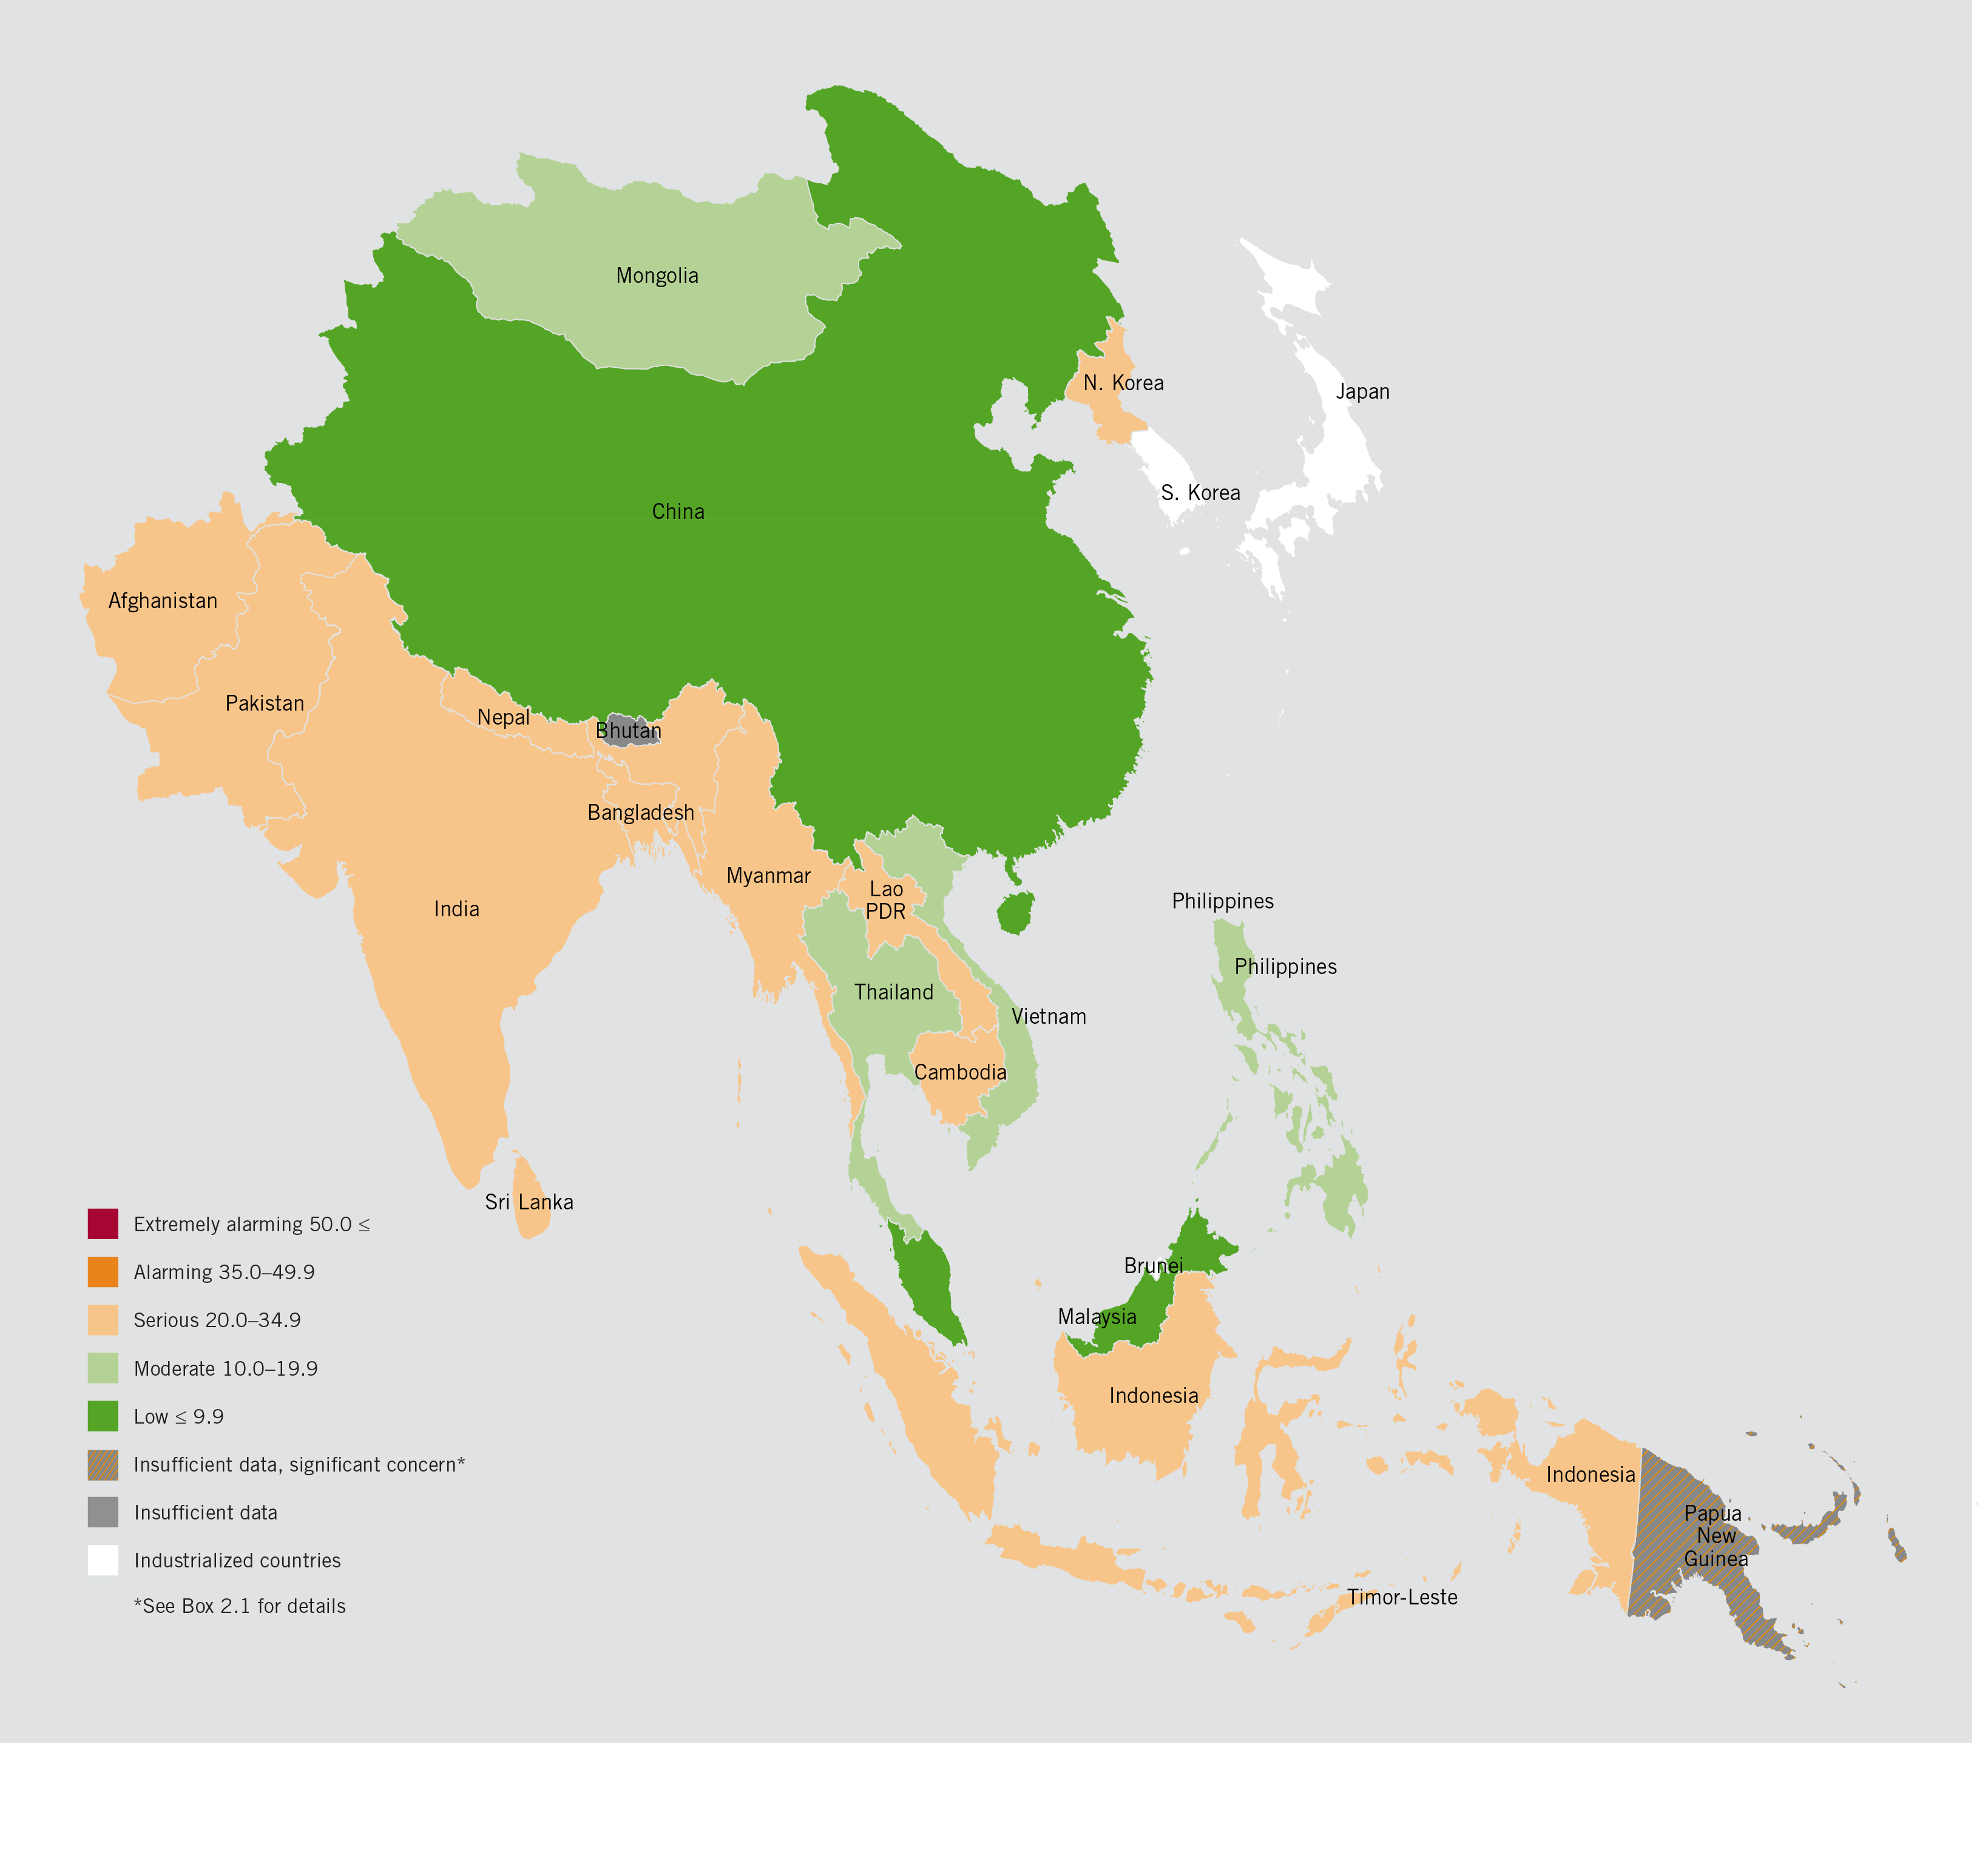 Mongolia
N. Korea
Japan
S. Korea
China
Afghanistan
Pakistan
Nepal
Bhutan
Bangladesh
Myanmar
Lao
PDR
India
Philippines
Philippines
Thailand
Vietnam
Cambodia
Sri Lanka
Brunei
Malaysia
Indonesia
Indonesia
Papua
New
Guinea
Timor-Leste
Extremely alarming 50.0 ≤
Alarming 35.0–49.9
Serious 20.0–34.9
Moderate 10.0–19.9
Low ≤ 9.9
Insufficient data, significant concern*
Insufficient data
Industrialized countries
*See Box 2.1 for details